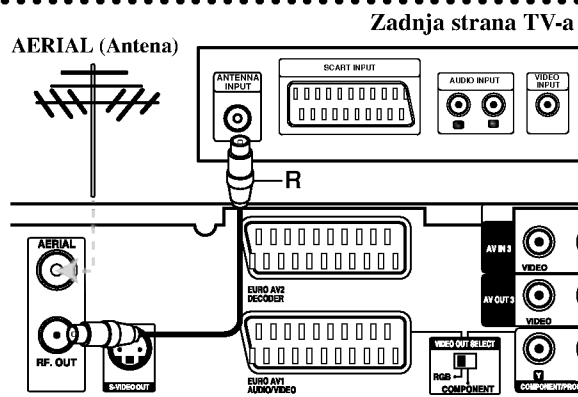 Zadnja strana TV-a
AERIAL (Antena)
ANTENNA
INPUT
SCART INPUT
AUDIO INPUT
VIDEO
INPUT
R
AERIAL
RF. OUT
S-VIDEO OUT
EURO AV2
DECODER
EURO AV1
AUDIO/VIDEO
AV IN 3
VIDEO
AV OUT 3
VIDEO
VIDEO OUT SELECT
RGB
COMPONENT
Y
COMPONENT/PROG